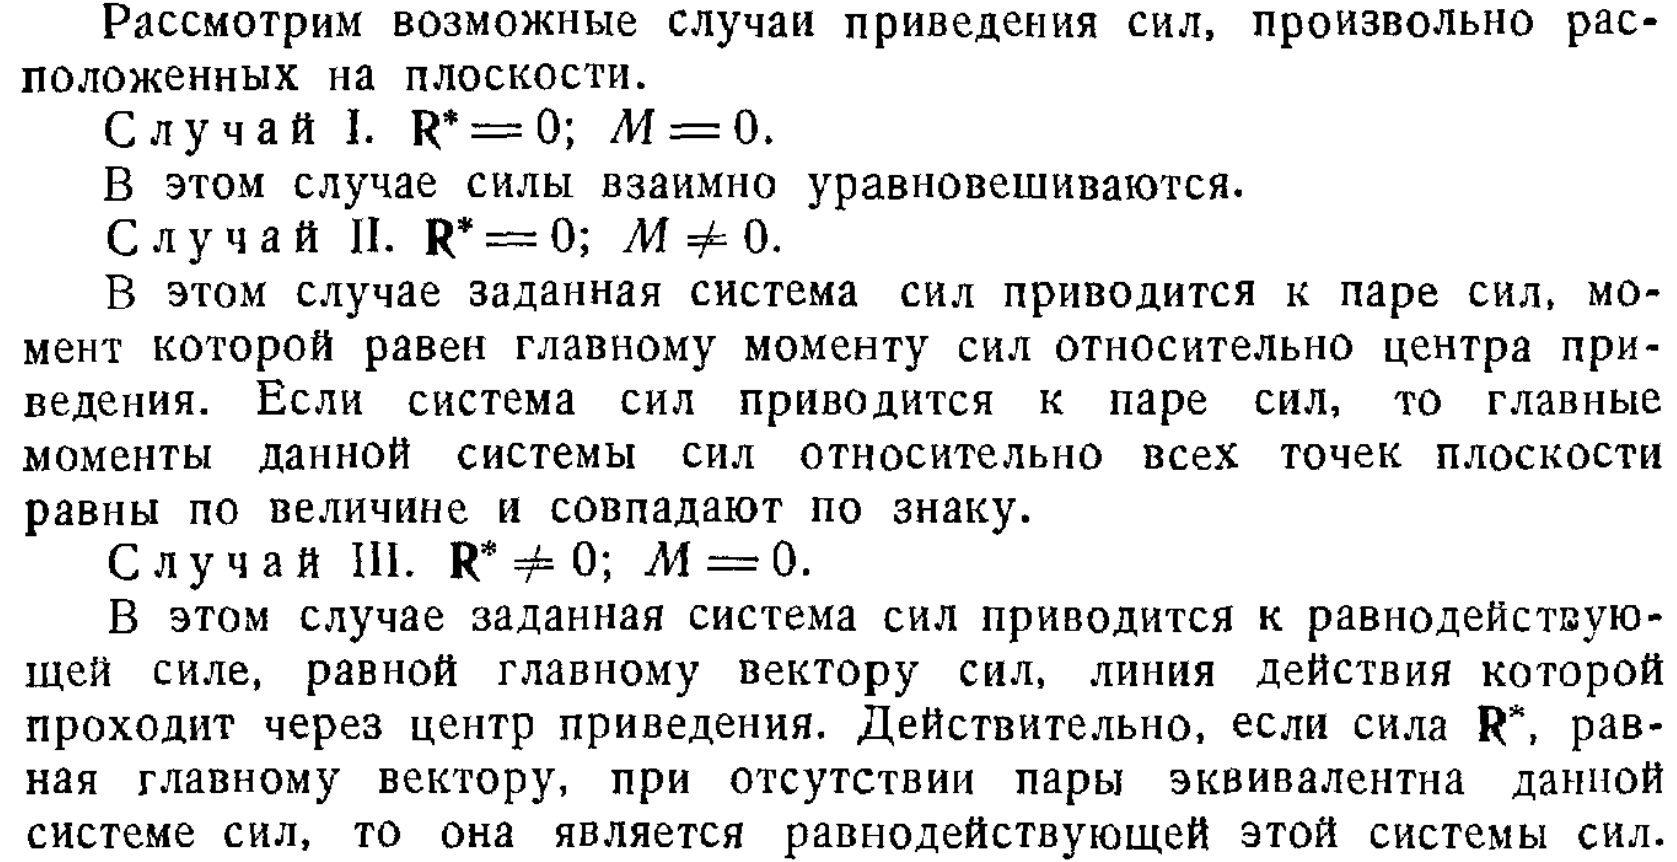 Рассмотрим возможные случаи приведения сил, произвольно рас-
положенных на плоскости.
Случай I. R* = 0; M = 0.
В этом случае силы взаимно уравновешиваются.
Случай II. R* = 0; M ≠ 0.
В этом случае заданная система сил приводится к паре сил, мо-
мент которой равен главному моменту сил относительно центра при-
ведения. Если система сил приводится к паре сил, то главные
моменты данной системы сил относительно всех точек плоскости
равны по величине и совпадают по знаку.
Случай III. R* ≠ 0; M = 0.
В этом случае заданная система сил приводится к равнодействую-
щей силе, равной главному вектору сил, линия действия которой
проходит через центр приведения. Действительно, если сила R*, рав-
ная главному вектору, при отсутствии пары эквивалентна данной
системе сил, то она является равнодействующей этой системы сил.